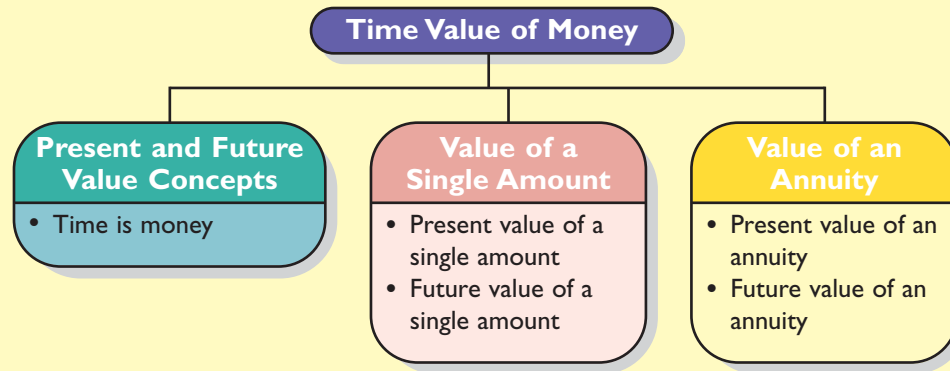 Time Value of Money
Present and Future
Value Concepts
• Time is money
Value of a
Single Amount
• Present value of a
single amount
• Future value of a
single amount
Value of an
Annuity
• Present value of an
annuity
• Future value of an
annuity